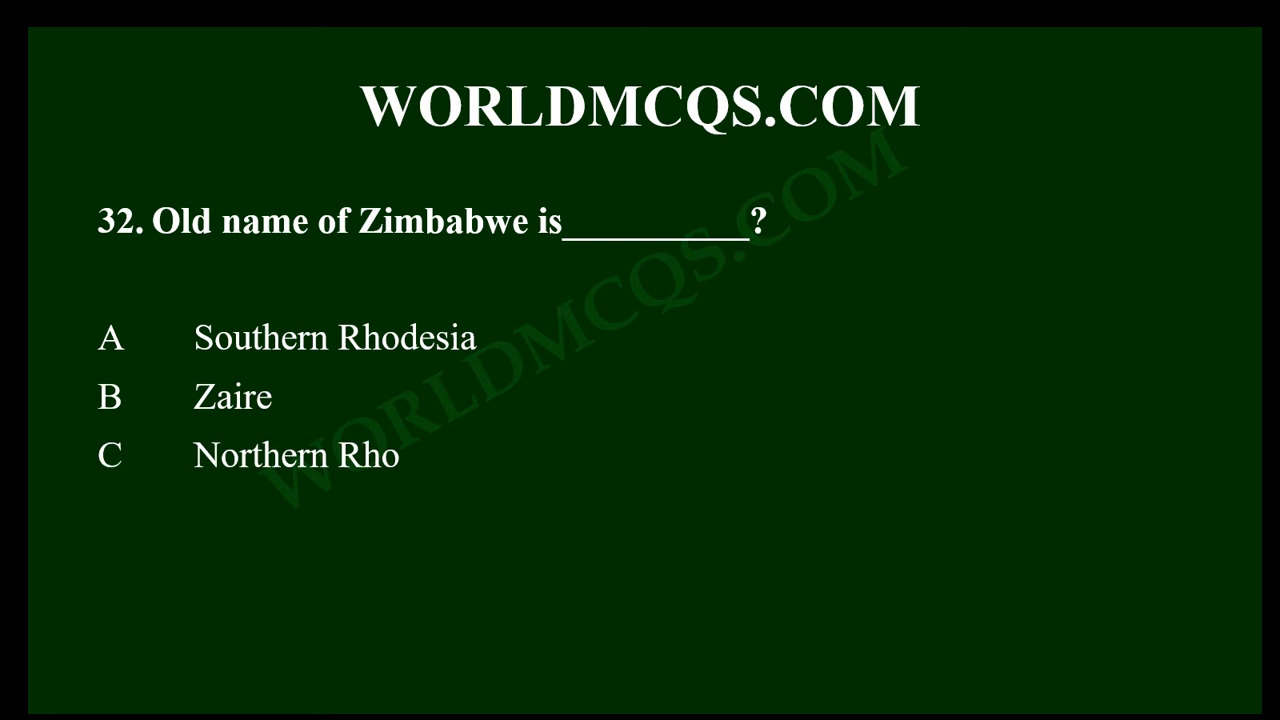 WORLDMCQS.COM
32. Old name of Zimbabwe is__________?
A Southern Rhodesia
B Zaire
C Northern Rho
WORLDMCQS.COM